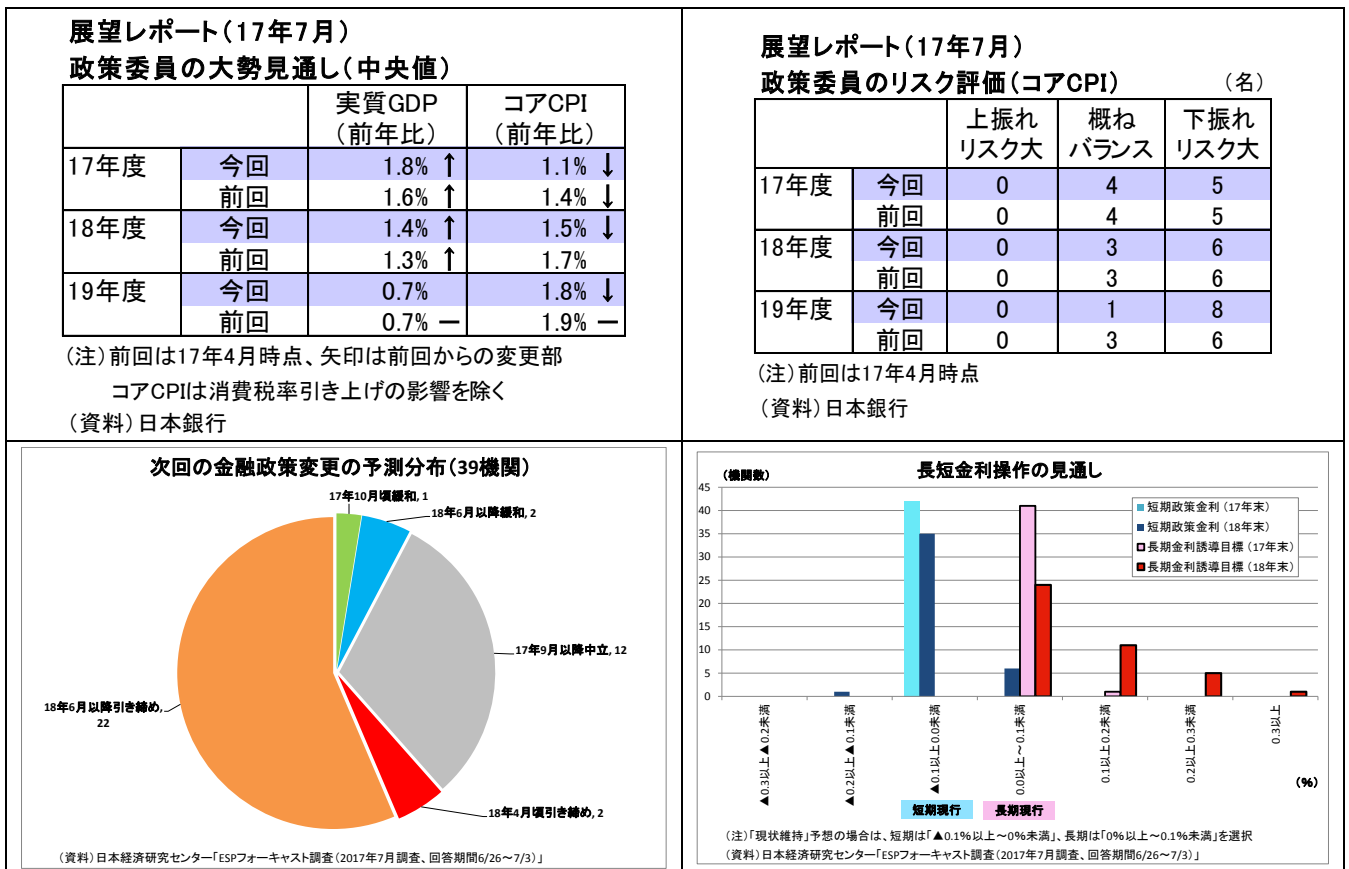 展望レポート(17年7月)
政策委員の大勢見通し(中央値)
実質GDP コアCPI
(前年比) (前年比)
17年度 今回 1.8% ↑ 1.1% ↓
前回 1.6% ↑ 1.4% ↓
18年度 今回 1.4% ↑ 1.5% ↓
前回 1.3% ↑ 1.7%
19年度 今回 0.7% 1.8% ↓
前回 0.7% ー 1.9% ー
(注)前回は17年4月時点、矢印は前回からの変更部
コアCPIは消費税率引き上げの影響を除く
(資料)日本銀行
展望レポート(17年7月)
政策委員のリスク評価(コアCPI) (名)
上振れ 概ね 下振れ
リスク大 バランス リスク大
17年度 今回 0 4 5
前回 0 4 5
18年度 今回 0 3 6
前回 0 3 6
19年度 今回 0 1 8
前回 0 3 6
(注)前回は17年4月時点
(資料)日本銀行
次回の金融政策変更の予測分布(39機関)
17年10月頃緩和, 1
18年6月以降緩和, 2
17年9月以降中立, 12
18年4月頃引き締め, 2
18年6月以降引き締め,
22
(資料)日本経済研究センター「ESPフォーキャスト調査(2017年7月調査、回答期間6/26~7/3)」
長短金利操作の見通し
(機関数)
45
40
35
30
25
20
15
10
5
0
短期政策金利(17年末)
短期政策金利(18年末)
長期金利誘導目標(17年末)
長期金利誘導目標(18年末)
▲0.3以上▲0.2未満
▲0.2以上▲0.1未満
▲0.1以上0.0未満
0.0以上~0.1未満
0.1以上0.2未満
0.2以上0.3未満
0.3以上
(%)
短期現行 長期現行
(注)「現状維持」予想の場合は、短期は「▲0.1%以上~0%未満」、長期は「0%以上~0.1%未満」を選択
(資料)日本経済研究センター「ESPフォーキャスト調査(2017年7月調査、回答期間6/26~7/3)」